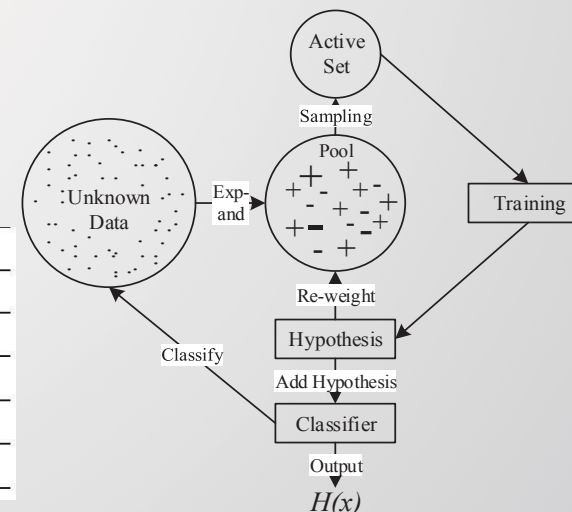 Active
Set
Sampling
Pool
Unknown
Data
Exp-
and
Training
Re-weight
Hypothesis
Classify
Add Hypothesis
Classifier
Output
H(x)